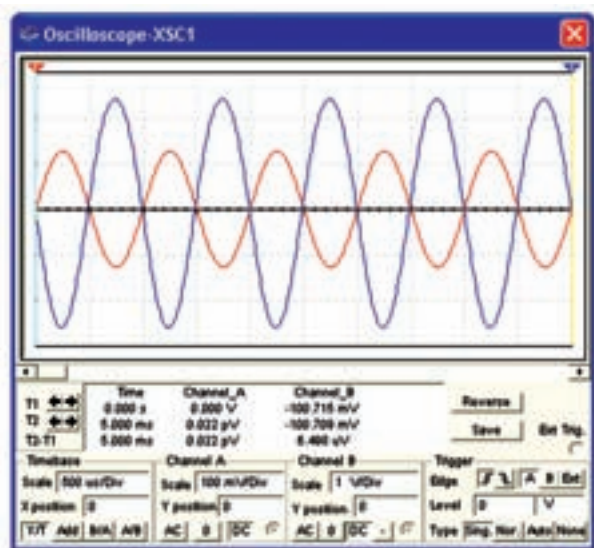 Oscilloscope-XSC1
Time Channel_A Channel_B
T1 0.000 s 0.000 V -100.715 mV
T2 5.000 ms 0.022 pV -100.709 mV
T2-T1 5.000 ms 0.022 pV 6.480 uV
Reverse
Save
Ext Trig.
Timebase
Scale 500 us/Div
X position 0
Y/T Add B/A A/B
Channel A
Scale 100 mV/Div
Y position 0
AC 0 DC
Channel B
Scale 1 V/Div
Y position 0
AC 0 DC -
Trigger
Edge A B Ext
Level 0 V
Type Sing. Nor. Auto None